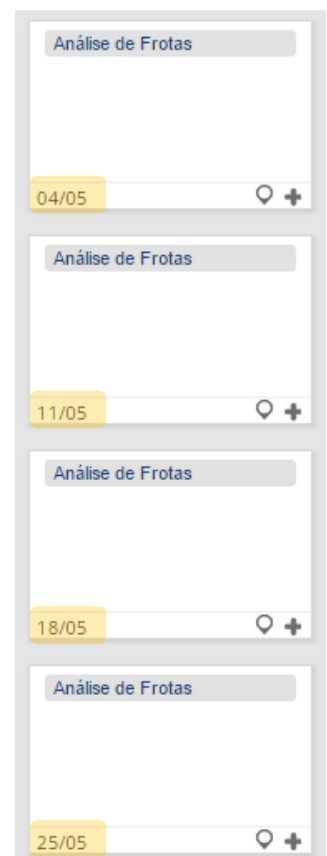 Análise de Frotas
04/05
Análise de Frotas
11/05
Análise de Frotas
18/05
Análise de Frotas
25/05